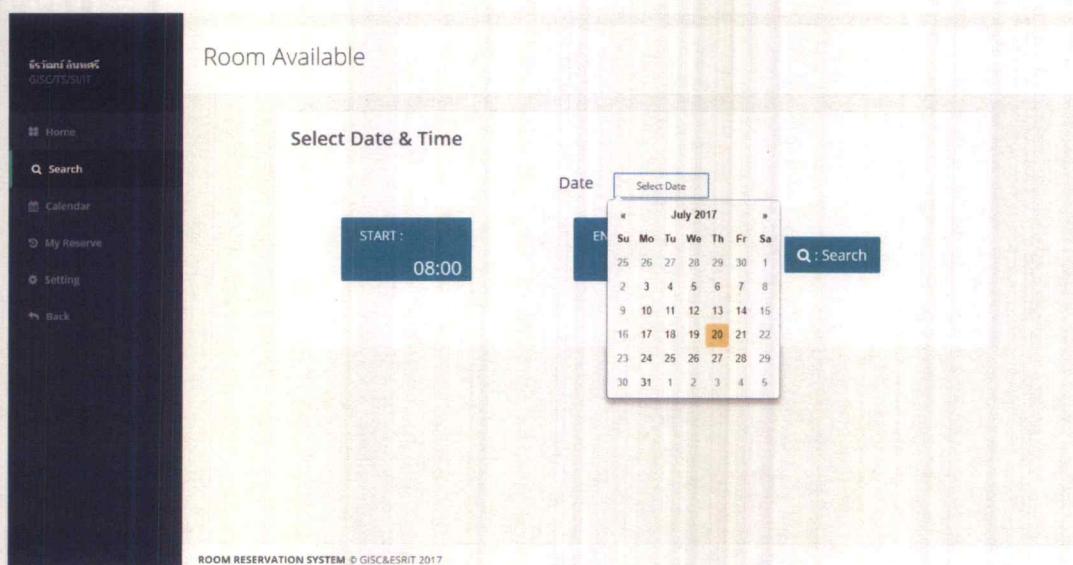 ธีรวัฒน์ อินทศรี
GISC/TS/SI/IT
Home
Search
Calendar
My Reserve
Setting
Back
Room Available
Select Date & Time
Date Select Date
« July 2017 »
Su Mo Tu We Th Fr Sa
25 26 27 28 29 30 1
2 3 4 5 6 7 8
9 10 11 12 13 14 15
16 17 18 19 20 21 22
23 24 25 26 27 28 29
30 31 1 2 3 4 5
START :
08:00
EN
: Search
ROOM RESERVATION SYSTEM © GISC&ESRIT 2017